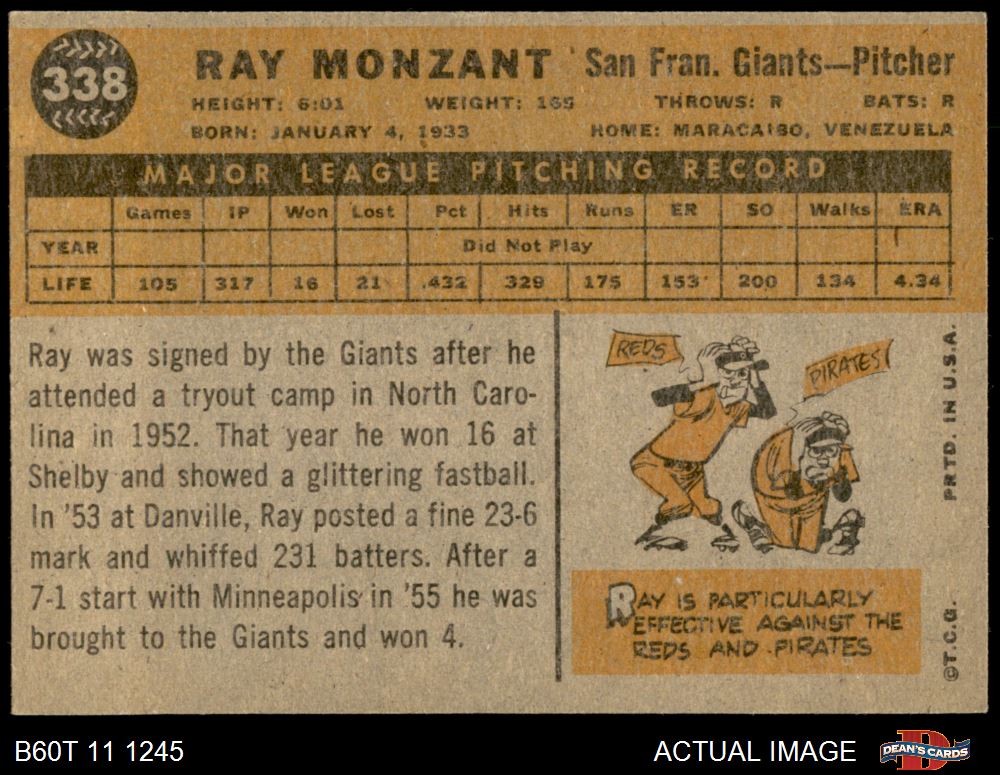 338
RAY MONZANT San Fran. Giants—Pitcher
HEIGHT: 6:01 WEIGHT: 165 THROWS: R BATS: R
BORN: JANUARY 4, 1933 HOME: MARACAIBO, VENEZUELA
MAJOR LEAGUE PITCHING RECORD
Games IP Won Lost Pct Hits Runs ER SO Walks ERA
YEAR Did Not Play
LIFE 105 317 16 21 .432 329 175 153 200 134 4.34
Ray was signed by the Giants after he
attended a tryout camp in North Caro-
lina in 1952. That year he won 16 at
Shelby and showed a glittering fastball.
In '53 at Danville, Ray posted a fine 23-6
mark and whiffed 231 batters. After a
7-1 start with Minneapolis in '55 he was
brought to the Giants and won 4.
REDS
PIRATES
RAY IS PARTICULARLY
EFFECTIVE AGAINST THE
REDS AND PIRATES
©T.C.G. PRTD. IN U.S.A.
B60T 11 1245 ACTUAL IMAGE DEAN'S CARDS